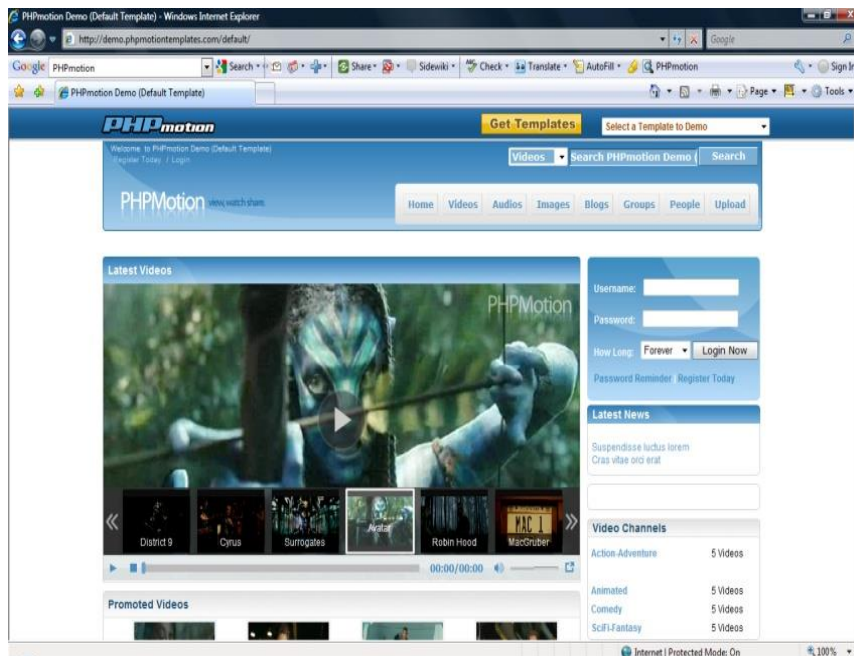 PHPmotion Demo (Default Template) - Windows Internet Explorer
http://demo.phpmotiontemplates.com/default/
Google
Google PHPmotion Search Share Sidewiki Check Translate AutoFill PHPmotion Sign In
PHPmotion Demo (Default Template) Page Tools
PHPmotion Get Templates Select a Template to Demo
Welcome to PHPmotion Demo (Default Template)
Register Today / Login
Videos Search PHPmotion Demo ( Search
PHPMotion view, watch share.
Home Videos Audios Images Blogs Groups People Upload
Latest Videos
PHPMotion
District 9 Cyrus Surrogates Avatar Robin Hood MacGruber
MAC 1
00:00/00:00
Promoted Videos
Username:
Password:
How Long: Forever Login Now
Password Reminder | Register Today
Latest News
Suspendisse luctus lorem
Cras vitae orci erat
Video Channels
Action-Adventure 5 Videos
Animated 5 Videos
Comedy 5 Videos
SciFi-Fantasy 5 Videos
Internet | Protected Mode: On 100%